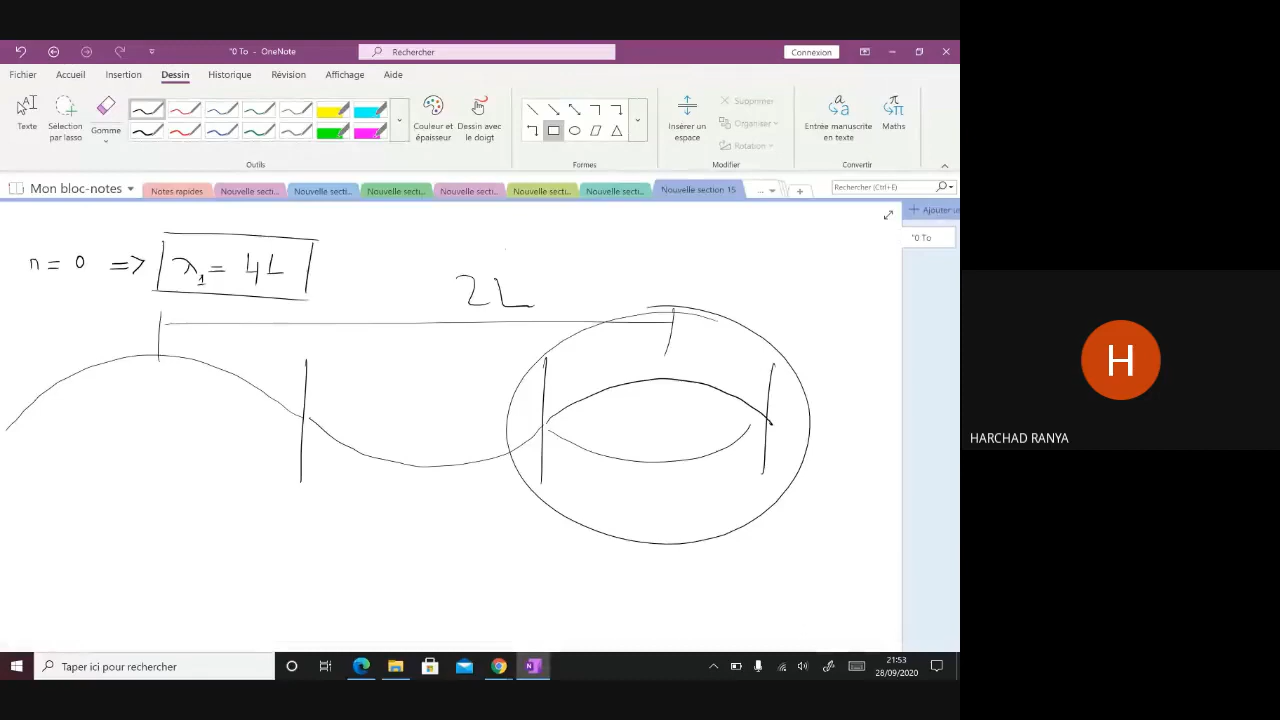 "0 To - OneNote
Rechercher
Connexion
Fichier Accueil Insertion Dessin Historique Révision Affichage Aide
Texte
Sélection par lasso
Gomme
Couleur et épaisseur
Dessin avec le doigt
Insérer un espace
Supprimer
Organiser
Rotation
Entrée manuscrite en texte
Maths
Outils Formes Modifier Convertir
Mon bloc-notes Notes rapides Nouvelle secti... Nouvelle secti... Nouvelle secti... Nouvelle secti... Nouvelle secti... Nouvelle secti... Nouvelle section 15 ... Rechercher (Ctrl+E)
+ Ajouter un
"0 To
n = 0 => λ1 = 4L
2L
H
HARCHAD RANYA
Taper ici pour rechercher
21:53
28/09/2020